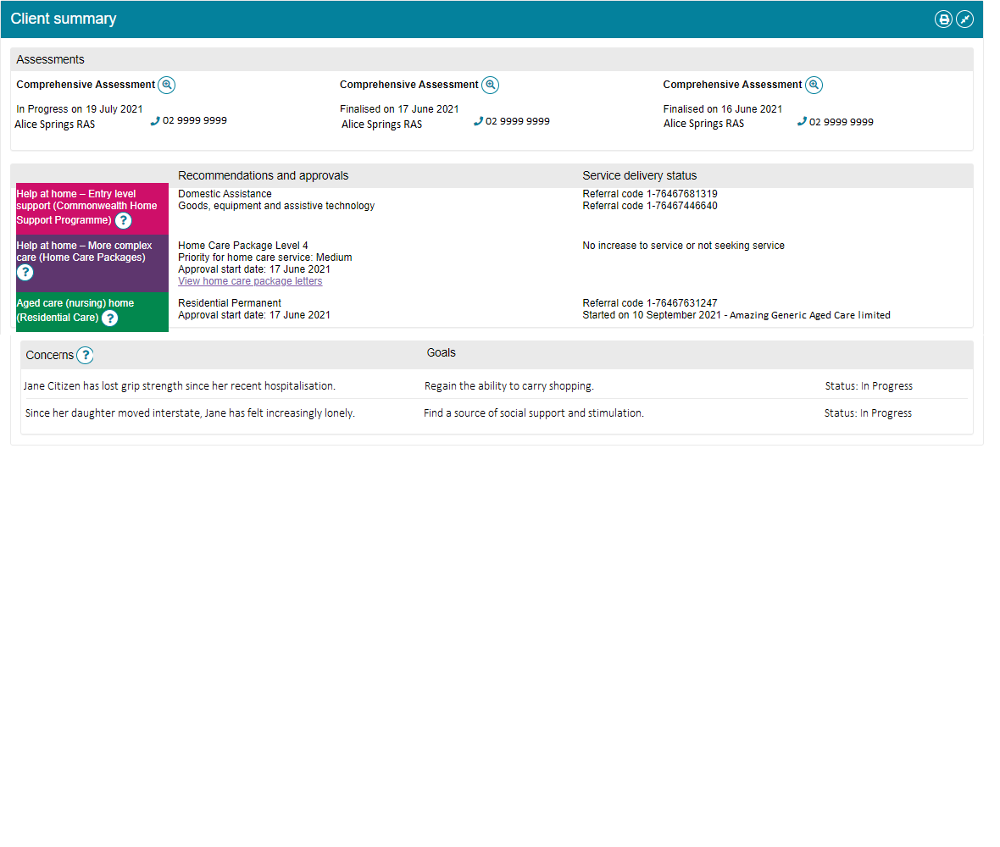 Client summary
Assessments
Comprehensive Assessment
In Progress on 19 July 2021
Alice Springs RAS
02 9999 9999
Comprehensive Assessment
Finalised on 17 June 2021
Alice Springs RAS
02 9999 9999
Comprehensive Assessment
Finalised on 16 June 2021
Alice Springs RAS
02 9999 9999
Recommendations and approvals
Service delivery status
Help at home – Entry level
support (Commonwealth Home
Support Programme) ?
Domestic Assistance
Goods, equipment and assistive technology
Referral code 1-76467681319
Referral code 1-76467446640
Help at home – More complex
care (Home Care Packages)
?
Home Care Package Level 4
Priority for home care service: Medium
Approval start date: 17 June 2021
View home care package letters
No increase to service or not seeking service
Aged care (nursing) home
(Residential Care) ?
Residential Permanent
Approval start date: 17 June 2021
Referral code 1-76467631247
Started on 10 September 2021 - Amazing Generic Aged Care limited
Concerns ?
Goals
Jane Citizen has lost grip strength since her recent hospitalisation.
Regain the ability to carry shopping.
Status: In Progress
Since her daughter moved interstate, Jane has felt increasingly lonely.
Find a source of social support and stimulation.
Status: In Progress